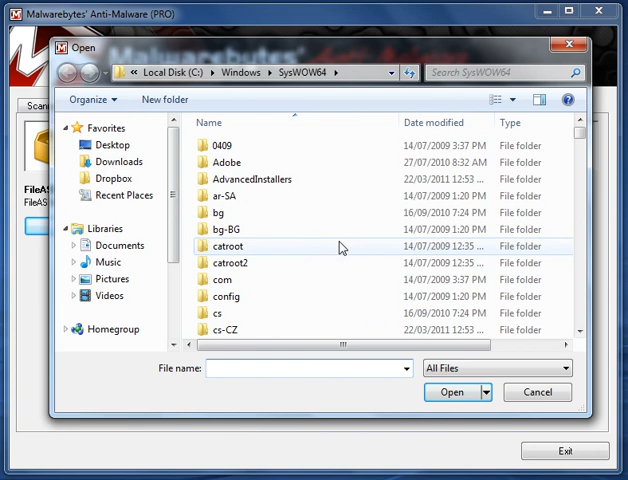 Malwarebytes' Anti-Malware (PRO)
Malwarebytes'
Open
« Local Disk (C:) Windows SysWOW64
Search SysWOW64
Organize New folder
Name Date modified Type
Favorites
Desktop
Downloads
Dropbox
Recent Places
Libraries
Documents
Music
Pictures
Videos
Homegroup
0409 14/07/2009 3:37 PM File folder
Adobe 27/07/2010 8:32 AM File folder
AdvancedInstallers 22/03/2011 12:53 ... File folder
ar-SA 14/07/2009 1:20 PM File folder
bg 16/09/2010 7:24 PM File folder
bg-BG 14/07/2009 1:20 PM File folder
catroot 14/07/2009 12:35 ... File folder
catroot2 14/07/2009 12:35 ... File folder
com 14/07/2009 3:37 PM File folder
config 14/07/2009 1:20 PM File folder
cs 16/09/2010 7:24 PM File folder
cs-CZ 22/03/2011 12:53 ... File folder
File name:
All Files
Open Cancel
Exit